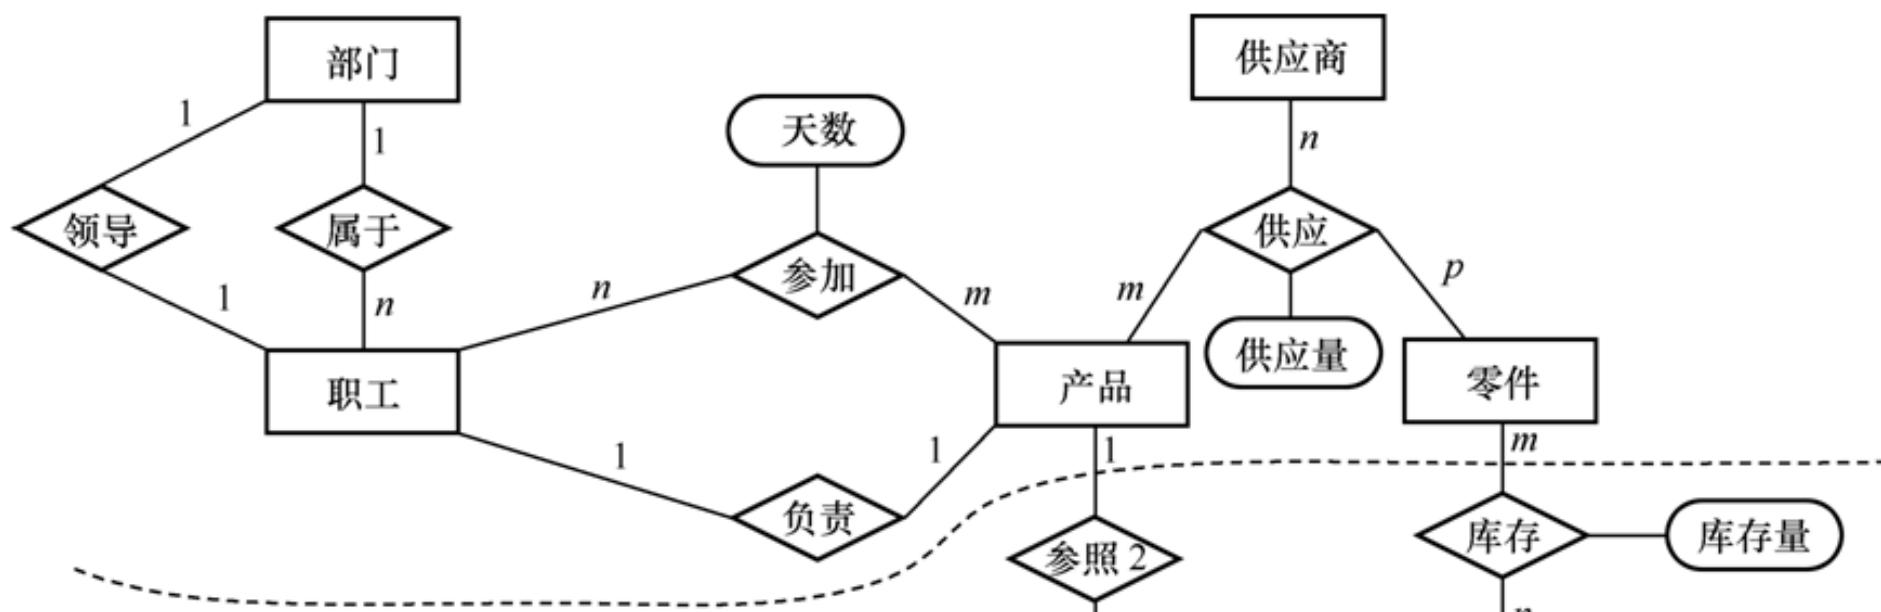 部门
供应商
1
1
天数
n
领导
属于
供应
参加
1
n
n
m
m
p
供应量
职工
产品
零件
1
1
1
m
负责
参照2
库存
库存量